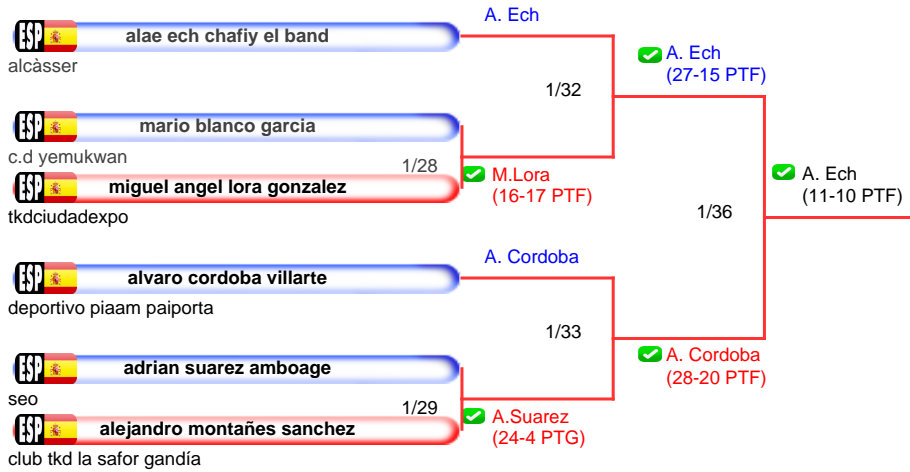 A. Ech
ESP alae ech chafiy el band
alcàsser
A. Ech
(27-15 PTF)
1/32
ESP mario blanco garcia
c.d yemukwan
1/28
M.Lora
(16-17 PTF)
ESP miguel angel lora gonzalez
tkdciudadexpo
A. Ech
(11-10 PTF)
1/36
A. Cordoba
ESP alvaro cordoba villarte
deportivo piaam paiporta
1/33
A. Cordoba
(28-20 PTF)
ESP adrian suarez amboage
seo
1/29
A.Suarez
(24-4 PTG)
ESP alejandro montañes sanchez
club tkd la safor gandía